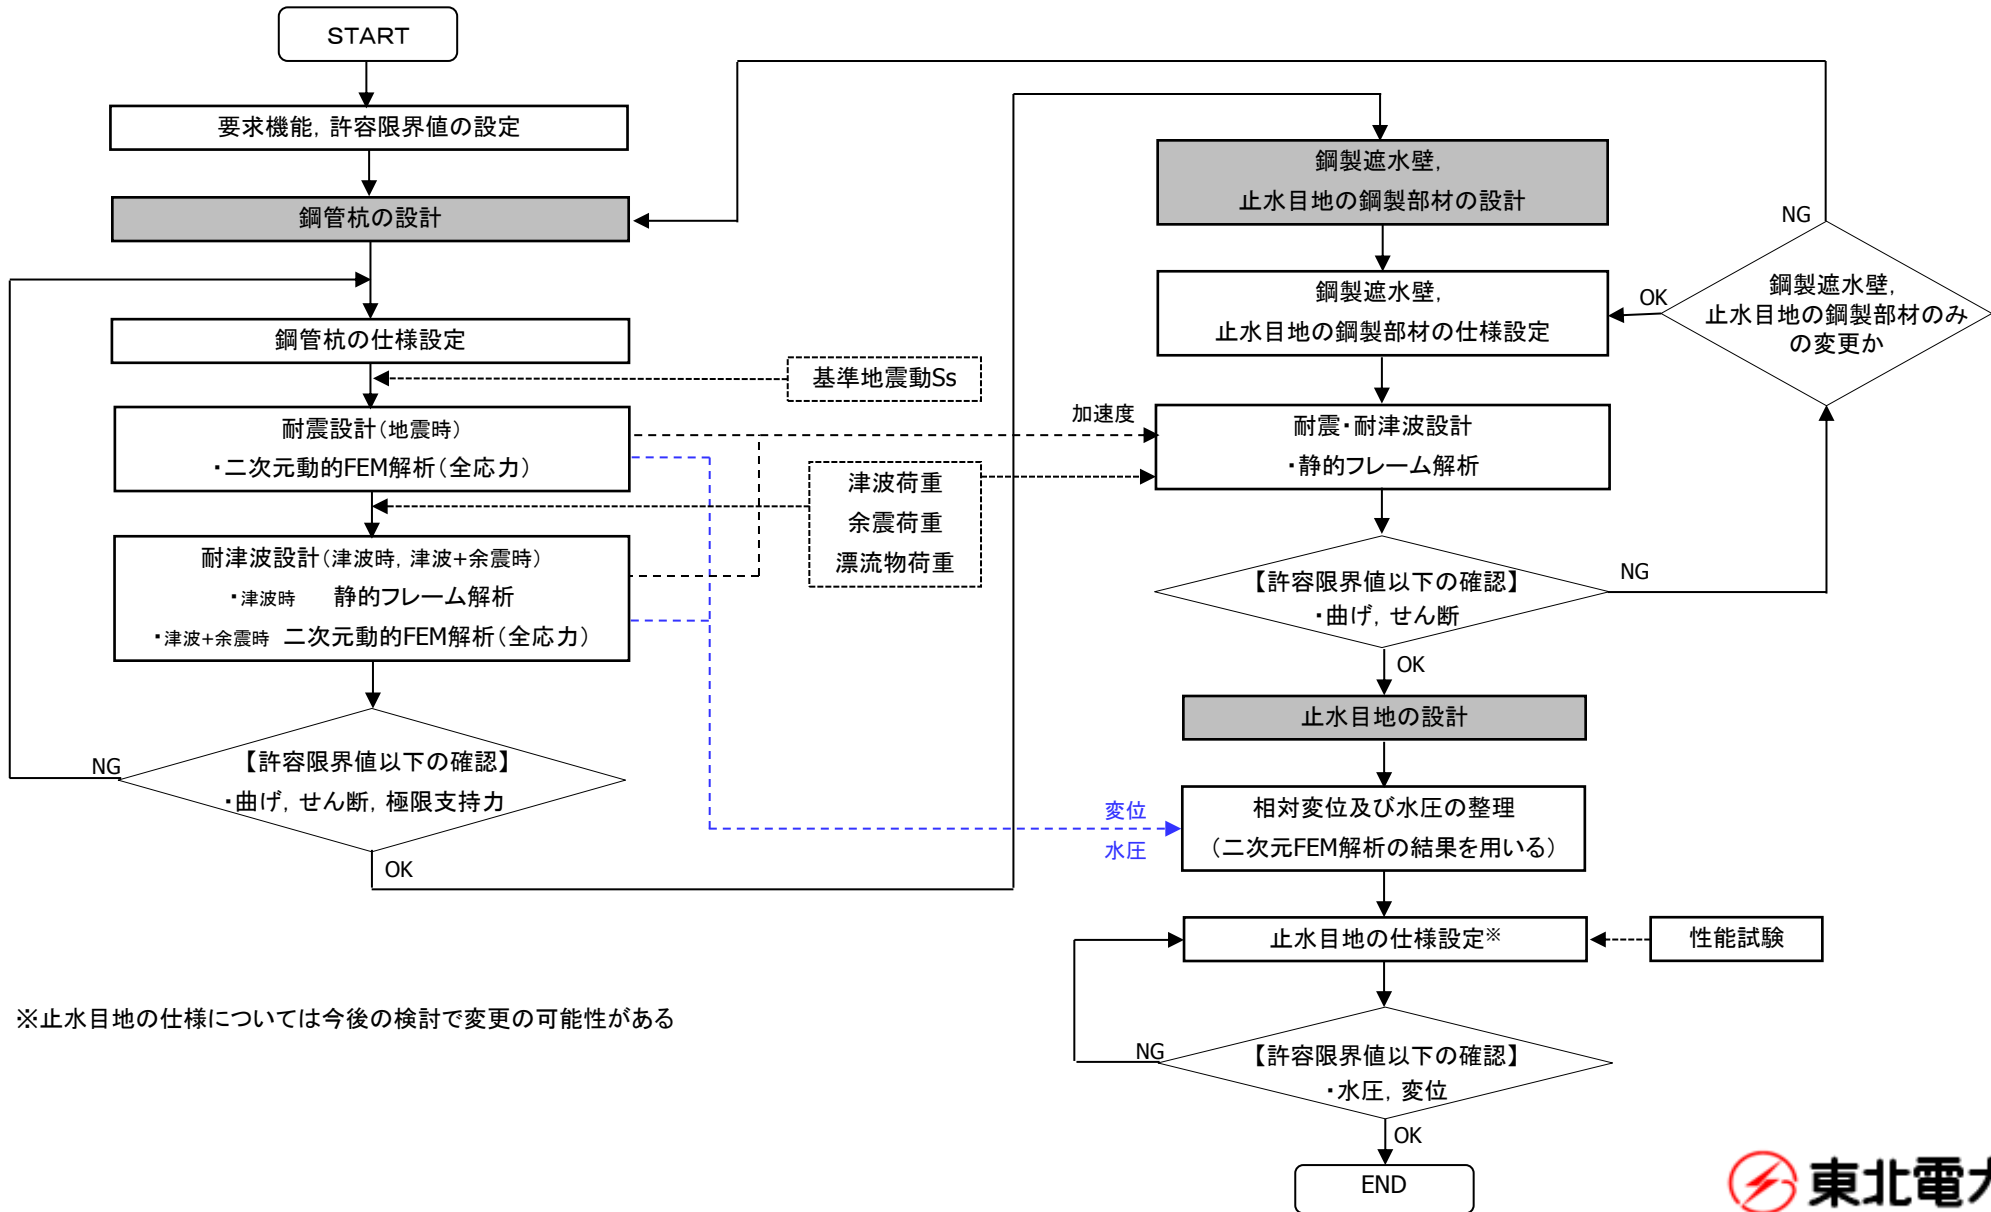 START
要求機能，許容限界値の設定
鋼管杭の設計
鋼管杭の仕様設定
基準地震動Ss
耐震設計（地震時）
・二次元動的FEM解析（全応力）
津波荷重
余震荷重
漂流物荷重
耐津波設計（津波時，津波+余震時）
・津波時　静的フレーム解析
・津波+余震時 二次元動的FEM解析（全応力）
NG
【許容限界値以下の確認】
・曲げ，せん断，極限支持力
OK
鋼製遮水壁，
止水目地の鋼製部材の設計
鋼製遮水壁，
止水目地の鋼製部材の仕様設定
NG
OK
鋼製遮水壁，
止水目地の鋼製部材のみ
の変更か
加速度
耐震・耐津波設計
・静的フレーム解析
【許容限界値以下の確認】
・曲げ，せん断
NG
OK
止水目地の設計
変位
水圧
相対変位及び水圧の整理
（二次元FEM解析の結果を用いる）
止水目地の仕様設定※
性能試験
NG
【許容限界値以下の確認】
・水圧，変位
OK
END
※止水目地の仕様については今後の検討で変更の可能性がある
東北電力